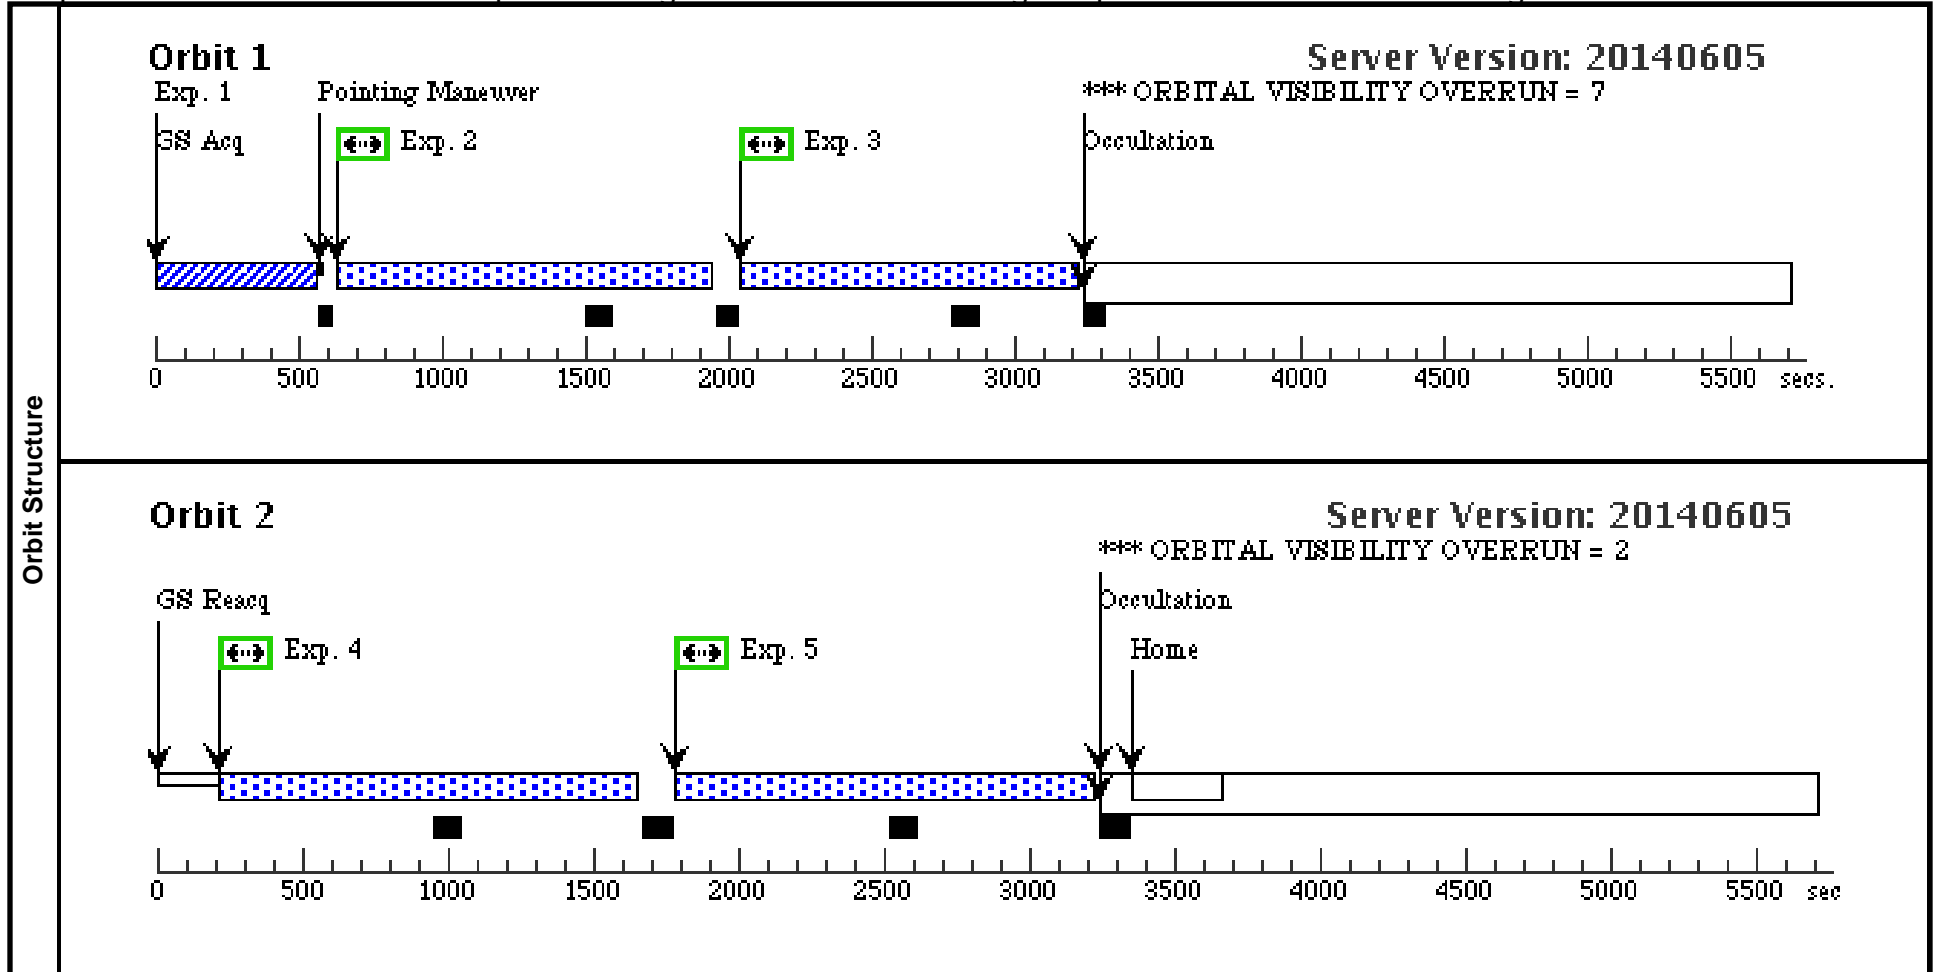 Orbit Structure
Orbit 1
Server Version: 20140605
Exp. 1
Pointing Maneuver
*** ORBITAL VISIBILITY OVERRUN = 7
GS Acq
Exp. 2
Exp. 3
Occultation
0 500 1000 1500 2000 2500 3000 3500 4000 4500 5000 5500 secs.
Orbit 2
Server Version: 20140605
*** ORBITAL VISIBILITY OVERRUN = 2
GS Reacq
Occultation
Exp. 4
Exp. 5
Home
0 500 1000 1500 2000 2500 3000 3500 4000 4500 5000 5500 sec